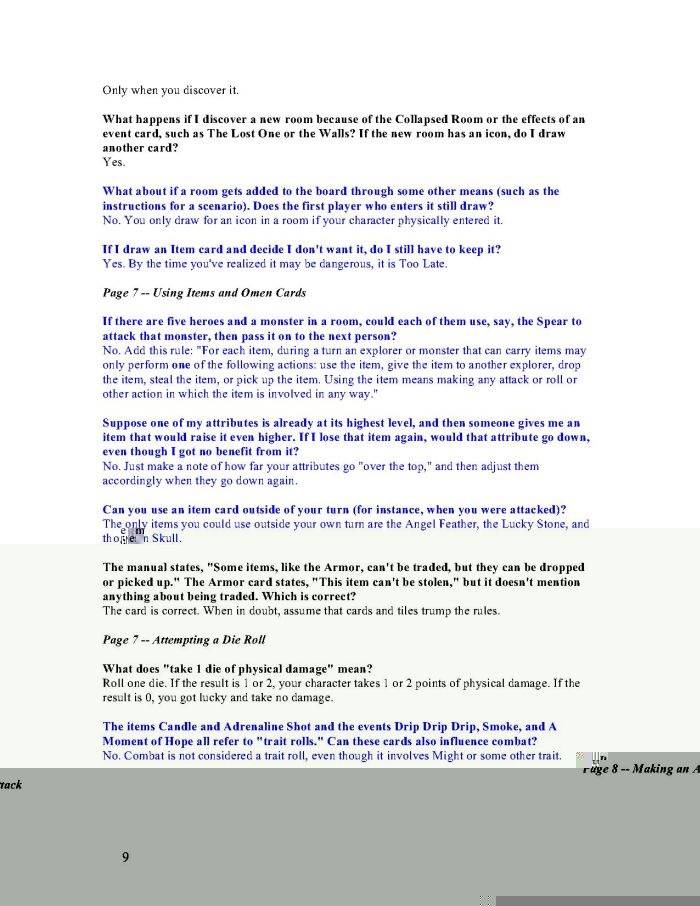 Only when you discover it.
What happens if I discover a new room because of the Collapsed Room or the effects of an
event card, such as The Lost One or the Walls? If the new room has an icon, do I draw
another card?
Yes.
What about if a room gets added to the board through some other means (such as the
instructions for a scenario). Does the first player who enters it still draw?
No. You only draw for an icon in a room if your character physically entered it.
If I draw an Item card and decide I don't want it, do I still have to keep it?
Yes. By the time you've realized it may be dangerous, it is Too Late.
Page 7 -- Using Items and Omen Cards
If there are five heroes and a monster in a room, could each of them use, say, the Spear to
attack that monster, then pass it on to the next person?
No. Add this rule: "For each item, during a turn an explorer or monster that can carry items may
only perform one of the following actions: use the item, give the item to another explorer, drop
the item, steal the item, or pick up the item. Using the item means making any attack or roll or
other action in which the item is involved in any way."
Suppose one of my attributes is already at its highest level, and then someone gives me an
item that would raise it even higher. If I lose that item again, would that attribute go down,
even though I got no benefit from it?
No. Just make a note of how far your attributes go "over the top," and then adjust them
accordingly when they go down again.
Can you use an item card outside of your turn (for instance, when you were attacked)?
The only items you could use outside your own turn are the Angel Feather, the Lucky Stone, and
Skull.
The manual states, "Some items, like the Armor, can't be traded, but they can be dropped
or picked up." The Armor card states, "This item can't be stolen," but it doesn't mention
anything about being traded. Which is correct?
The card is correct. When in doubt, assume that cards and tiles trump the rules.
Page 7 -- Attempting a Die Roll
What does "take 1 die of physical damage" mean?
Roll one die. If the result is 1 or 2, your character takes 1 or 2 points of physical damage. If the
result is 0, you got lucky and take no damage.
The items Candle and Adrenaline Shot and the events Drip Drip Drip, Smoke, and A
Moment of Hope all refer to "trait rolls." Can these cards also influence combat?
No. Combat is not considered a trait roll, even though it involves Might or some other trait.
Page 8 -- Making an A
ttack
9